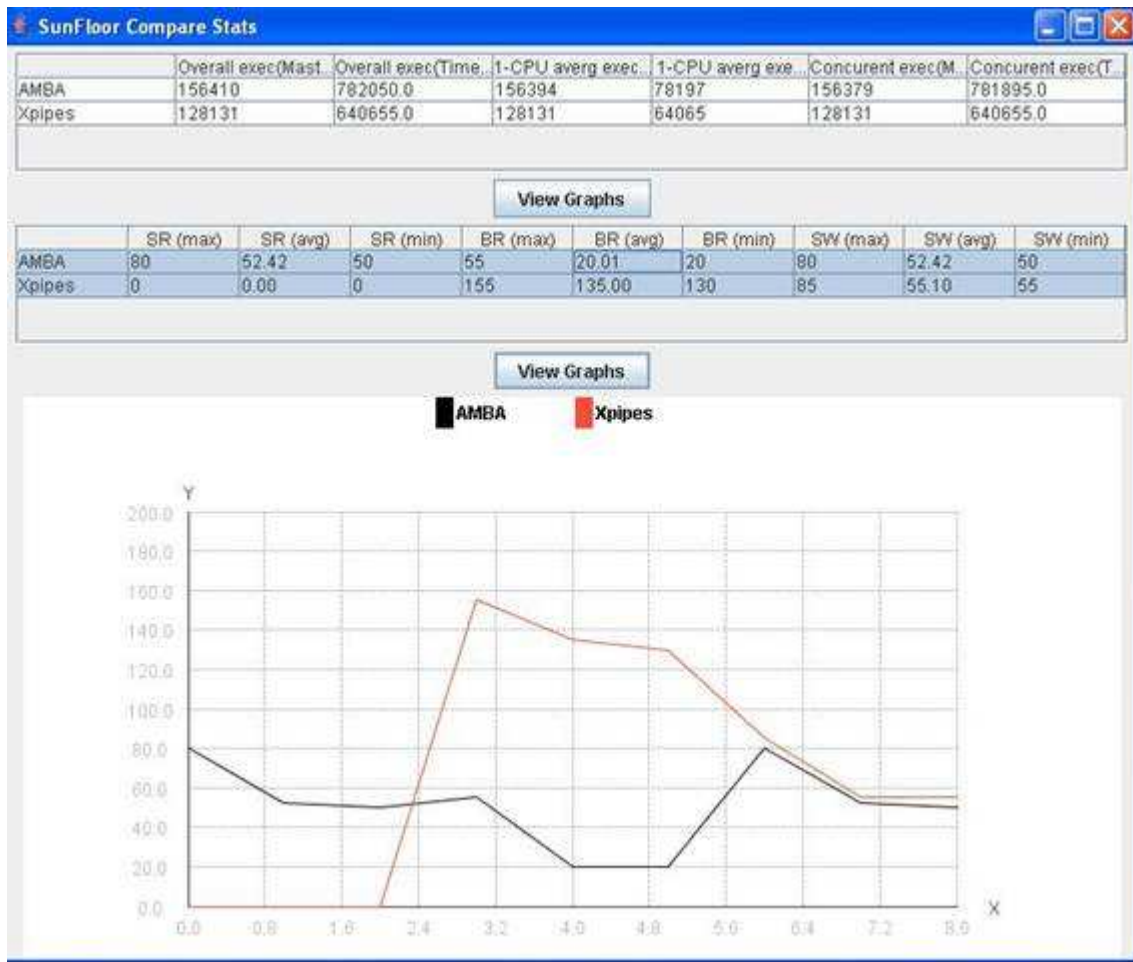 SunFloor Compare Stats
Overall exec(Mast... Overall exec(Time... 1-CPU averg exec... 1-CPU averg exe... Concurent exec(M... Concurent exec(T...
AMBA 156410 782050.0 156394 78197 156379 781895.0
Xpipes 128131 640655.0 128131 64065 128131 640655.0
View Graphs
SR (max) SR (avg) SR (min) BR (max) BR (avg) BR (min) SW (max) SW (avg) SW (min)
AMBA 80 52.42 50 55 20.01 20 80 52.42 50
Xpipes 0 0.00 0 155 135.00 130 85 55.10 55
View Graphs
AMBA Xpipes
Y
200.0
180.0
160.0
140.0
120.0
100.0
80.0
60.0
40.0
20.0
0.0
X
0.0 0.8 1.6 2.4 3.2 4.0 4.8 5.6 6.4 7.2 8.0